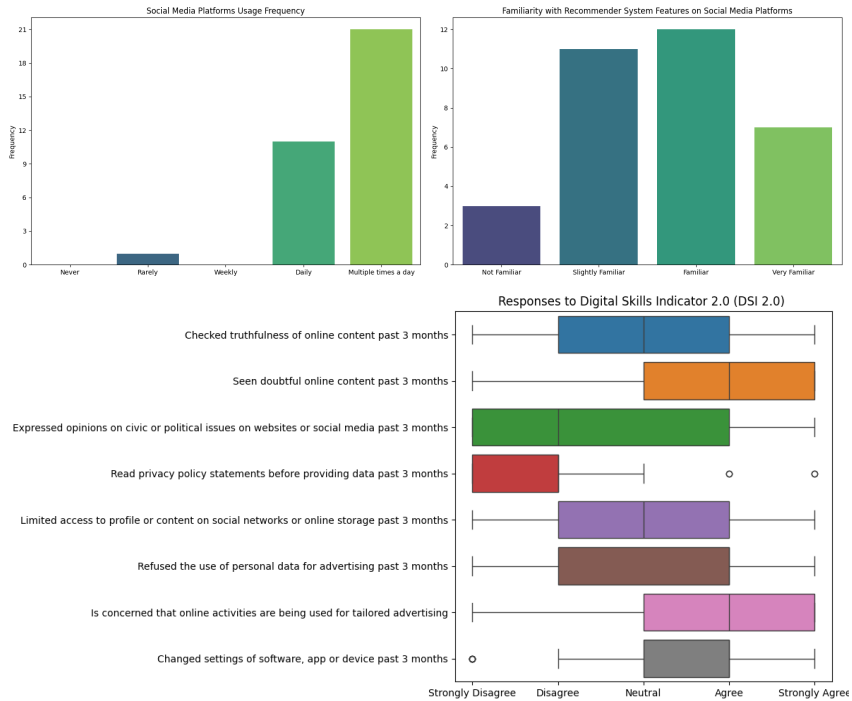 Social Media Platforms Usage Frequency
21
18
15
12
9
6
3
0
Frequency
Never Rarely Weekly Daily Multiple times a day
Familiarity with Recommender System Features on Social Media Platforms
12
10
8
6
4
2
0
Frequency
Not Familiar Slightly Familiar Familiar Very Familiar
Responses to Digital Skills Indicator 2.0 (DSI 2.0)
Checked truthfulness of online content past 3 months
Seen doubtful online content past 3 months
Expressed opinions on civic or political issues on websites or social media past 3 months
Read privacy policy statements before providing data past 3 months
Limited access to profile or content on social networks or online storage past 3 months
Refused the use of personal data for advertising past 3 months
Is concerned that online activities are being used for tailored advertising
Changed settings of software, app or device past 3 months
Strongly Disagree Disagree Neutral Agree Strongly Agree